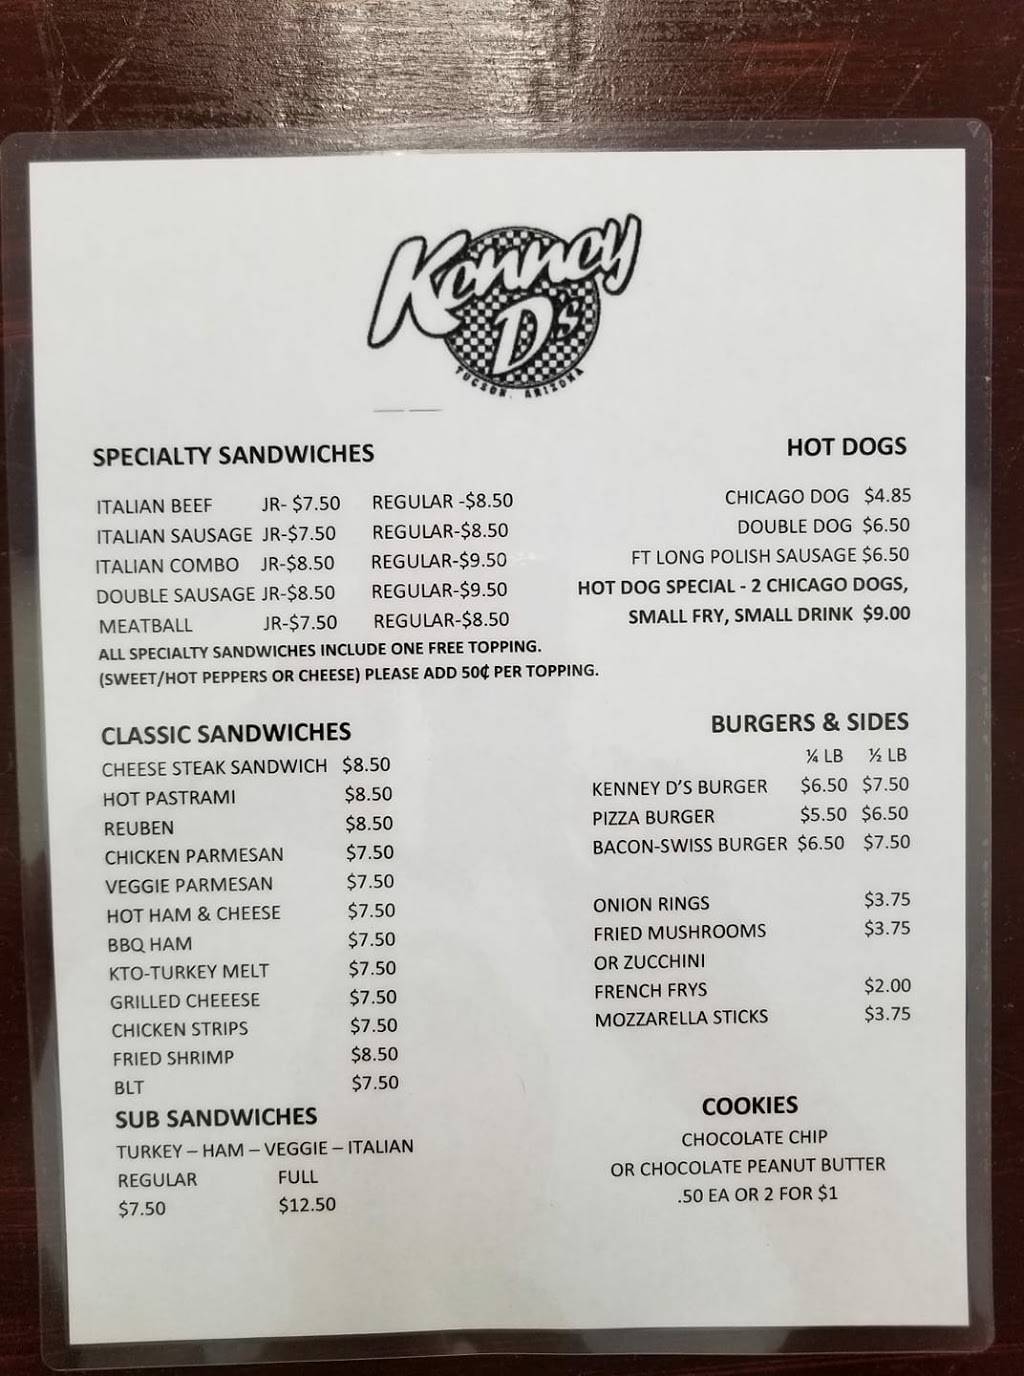 Kenney
D's
TUCSON, ARIZONA
SPECIALTY SANDWICHES
ITALIAN BEEF JR- $7.50 REGULAR -$8.50
ITALIAN SAUSAGE JR-$7.50 REGULAR-$8.50
ITALIAN COMBO JR-$8.50 REGULAR-$9.50
DOUBLE SAUSAGE JR-$8.50 REGULAR-$9.50
MEATBALL JR-$7.50 REGULAR-$8.50
ALL SPECIALTY SANDWICHES INCLUDE ONE FREE TOPPING.
(SWEET/HOT PEPPERS OR CHEESE) PLEASE ADD 50¢ PER TOPPING.
HOT DOGS
CHICAGO DOG $4.85
DOUBLE DOG $6.50
FT LONG POLISH SAUSAGE $6.50
HOT DOG SPECIAL - 2 CHICAGO DOGS,
SMALL FRY, SMALL DRINK $9.00
CLASSIC SANDWICHES
CHEESE STEAK SANDWICH $8.50
HOT PASTRAMI $8.50
REUBEN $8.50
CHICKEN PARMESAN $7.50
VEGGIE PARMESAN $7.50
HOT HAM & CHEESE $7.50
BBQ HAM $7.50
KTO-TURKEY MELT $7.50
GRILLED CHEEESE $7.50
CHICKEN STRIPS $7.50
FRIED SHRIMP $8.50
BLT $7.50
SUB SANDWICHES
TURKEY – HAM – VEGGIE – ITALIAN
REGULAR FULL
$7.50 $12.50
BURGERS & SIDES
¼ LB ½ LB
KENNEY D'S BURGER $6.50 $7.50
PIZZA BURGER $5.50 $6.50
BACON-SWISS BURGER $6.50 $7.50
ONION RINGS $3.75
FRIED MUSHROOMS $3.75
OR ZUCCHINI
FRENCH FRYS $2.00
MOZZARELLA STICKS $3.75
COOKIES
CHOCOLATE CHIP
OR CHOCOLATE PEANUT BUTTER
.50 EA OR 2 FOR $1